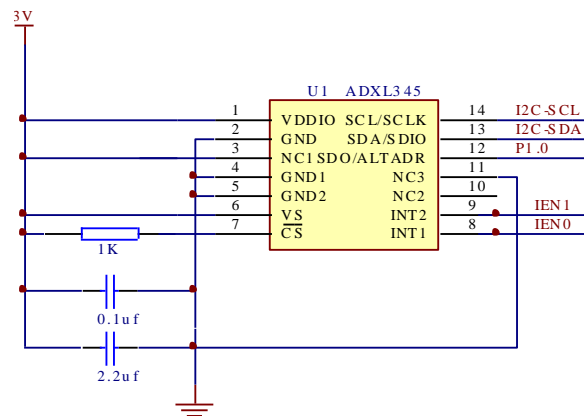 3V
U1 ADXL345
1 VDDIO SCL/SCLK 14 I2C-SCL
2 GND SDA/SDIO 13 I2C-SDA
3 NC1 SDO/ALTADR 12 P1.0
4 GND1 NC3 11
5 GND2 NC2 10
6 VS INT2 9 IEN1
7 CS INT1 8 IEN0
1K
0.1uf
2.2uf